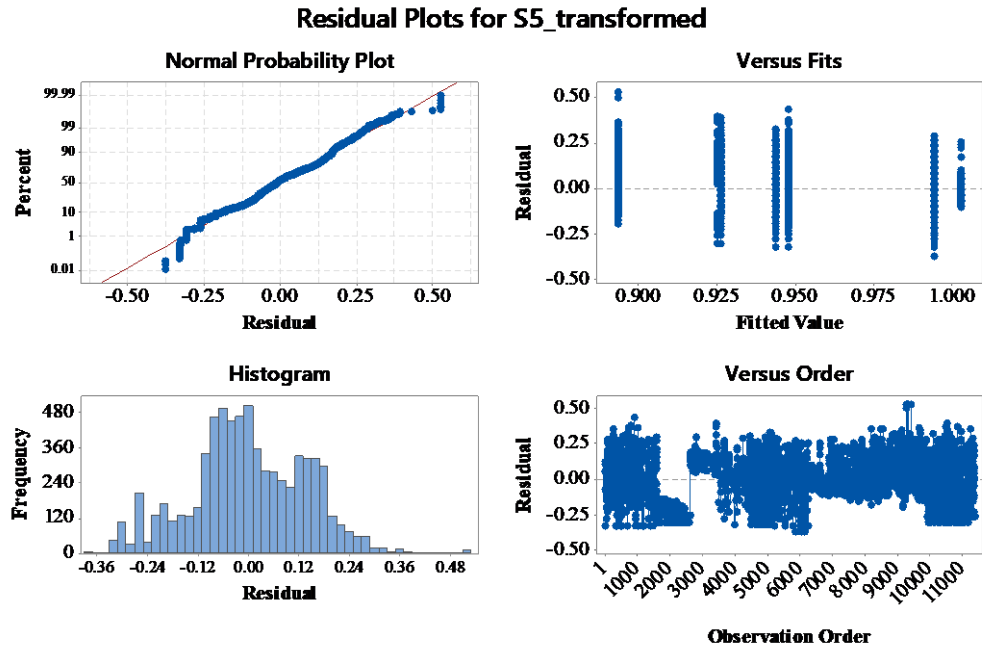 Residual Plots for S5_transformed
Normal Probability Plot
99.99
99
90
50
10
1
0.01
Percent
-0.50 -0.25 0.00 0.25 0.50
Residual
Versus Fits
0.50
0.25
0.00
-0.25
-0.50
Residual
0.900 0.925 0.950 0.975 1.000
Fitted Value
Histogram
480
360
240
120
0
Frequency
-0.36 -0.24 -0.12 0.00 0.12 0.24 0.36 0.48
Residual
Versus Order
0.50
0.25
0.00
-0.25
-0.50
Residual
1 1000 2000 3000 4000 5000 6000 7000 8000 9000 10000 11000
Observation Order